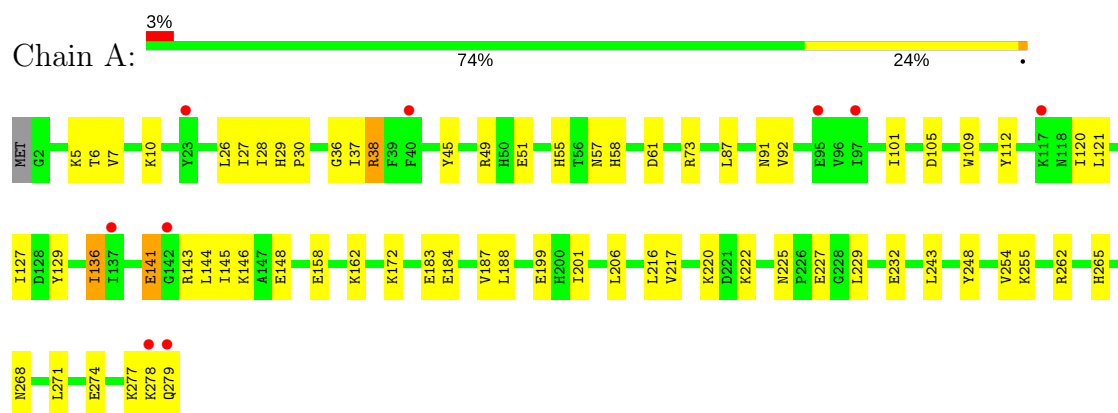 3%
Chain A:
74% 24% •
MET G2 K5 T6 V7 K10 Y23 L26 I27 I28 H29 P30 G36 I37 R38 F39 F40 Y45 R49 H50 E51 H55 T56 N57 H58 D61 R73 L87 N91 V92 E95 V96 I97 I101 D105 W109 Y112 K117 N118 I120 L121
I127 D128 Y129 I136 I137 E141 G142 R143 L144 I145 K146 A147 E148 E158 K162 K172 E183 E184 V187 L188 E199 H200 I201 L206 L216 V217 K220 D221 K222 N225 P226 E227 G228 L229 E232 L243 Y248 V254 K255 R262 H265
N268 L271 E274 K277 K278 Q279